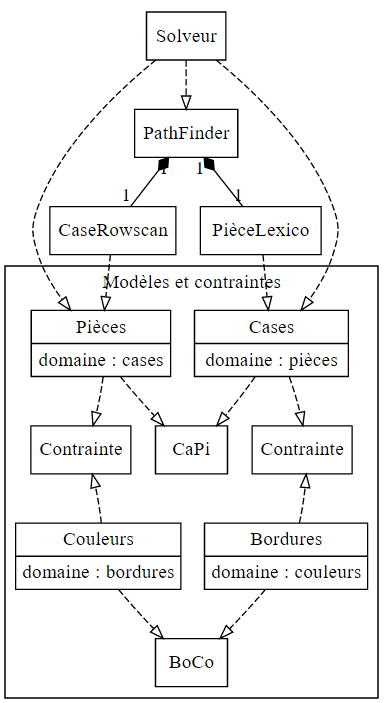 Solveur
PathFinder
1 1
1 1
CaseRowscan PièceLexico
Modèles et contraintes
Pièces Cases
domaine : cases domaine : pièces
Contrainte CaPi Contrainte
Couleurs Bordures
domaine : bordures domaine : couleurs
BoCo